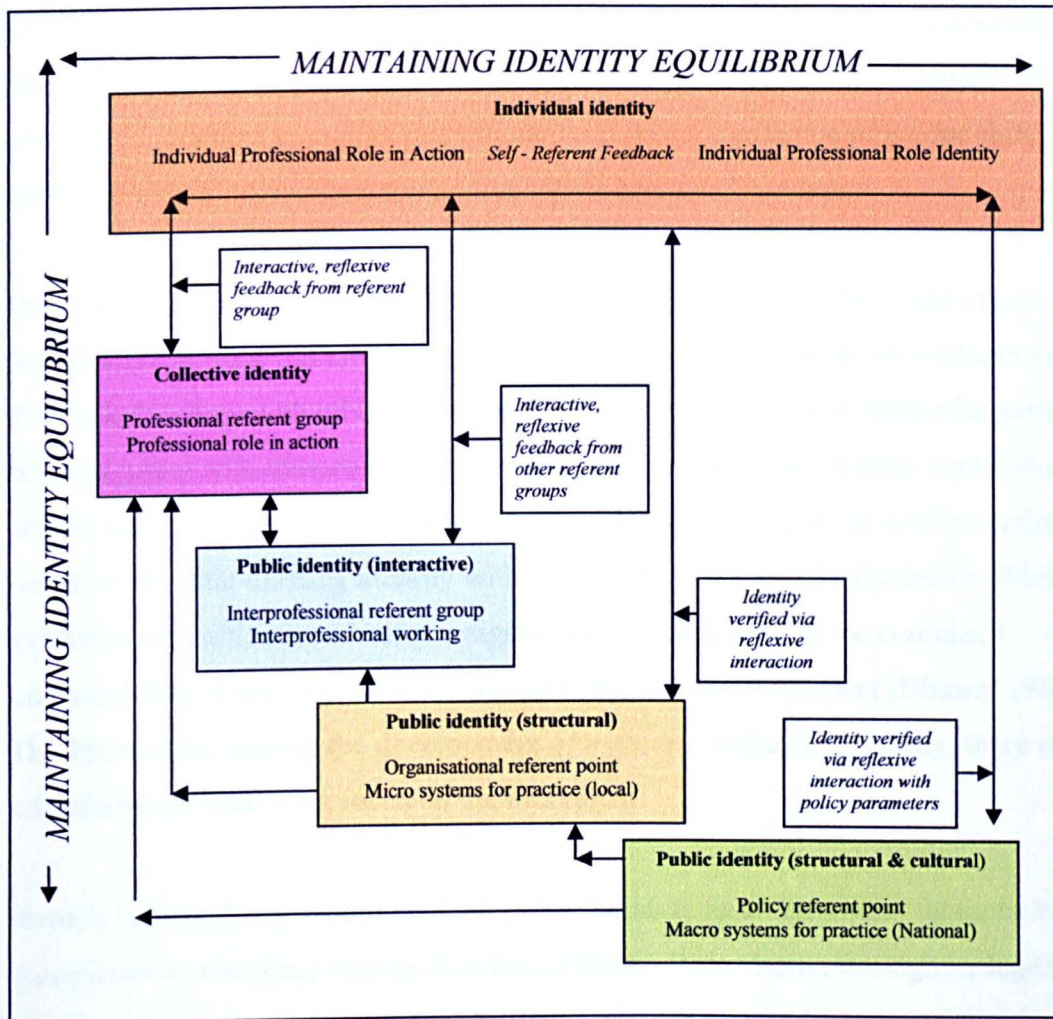 MAINTAINING IDENTITY EQUILIBRIUM
MAINTAINING IDENTITY EQUILIBRIUM
Individual identity
Individual Professional Role in Action Self - Referent Feedback Individual Professional Role Identity
Interactive, reflexive
feedback from referent
group
Collective identity
Professional referent group
Professional role in action
Interactive,
reflexive
feedback from
other referent
groups
Public identity (interactive)
Interprofessional referent group
Interprofessional working
Identity
verified via
reflexive
interaction
Public identity (structural)
Organisational referent point
Micro systems for practice (local)
Identity verified
via reflexive
interaction with
policy parameters
Public identity (structural & cultural)
Policy referent point
Macro systems for practice (National)